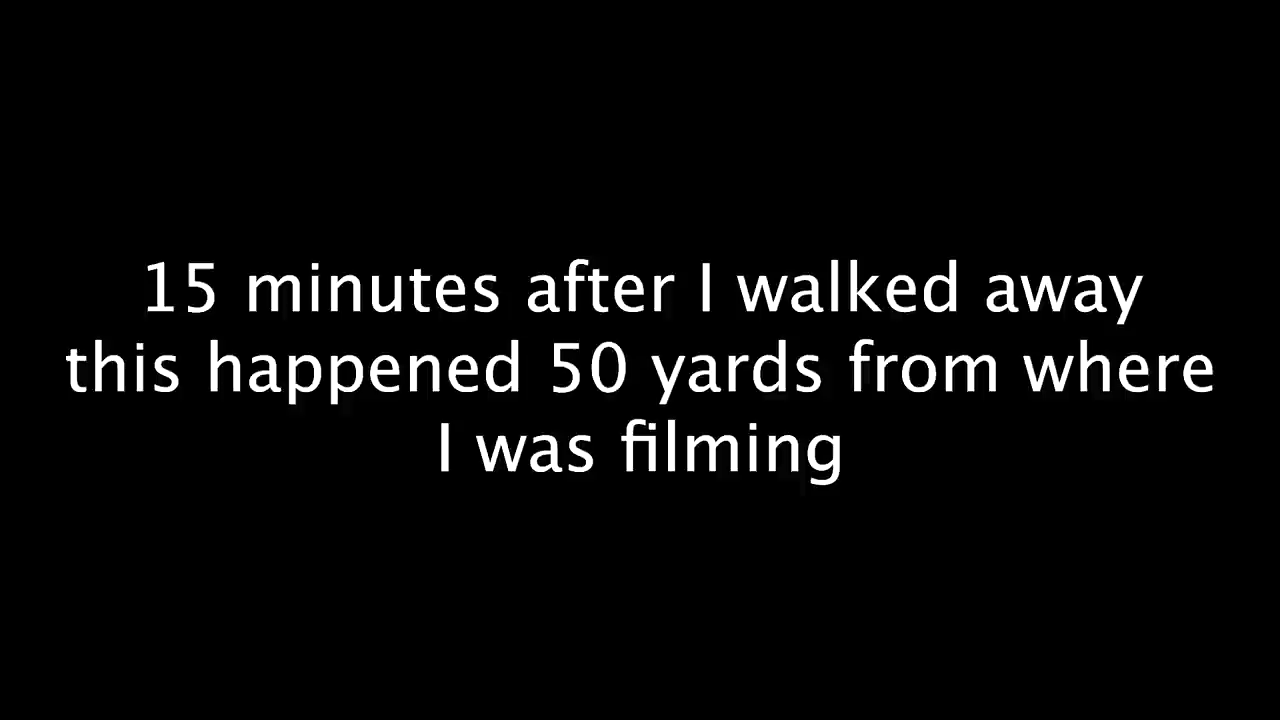 15 minutes after I walked away
this happened 50 yards from where
I was filming